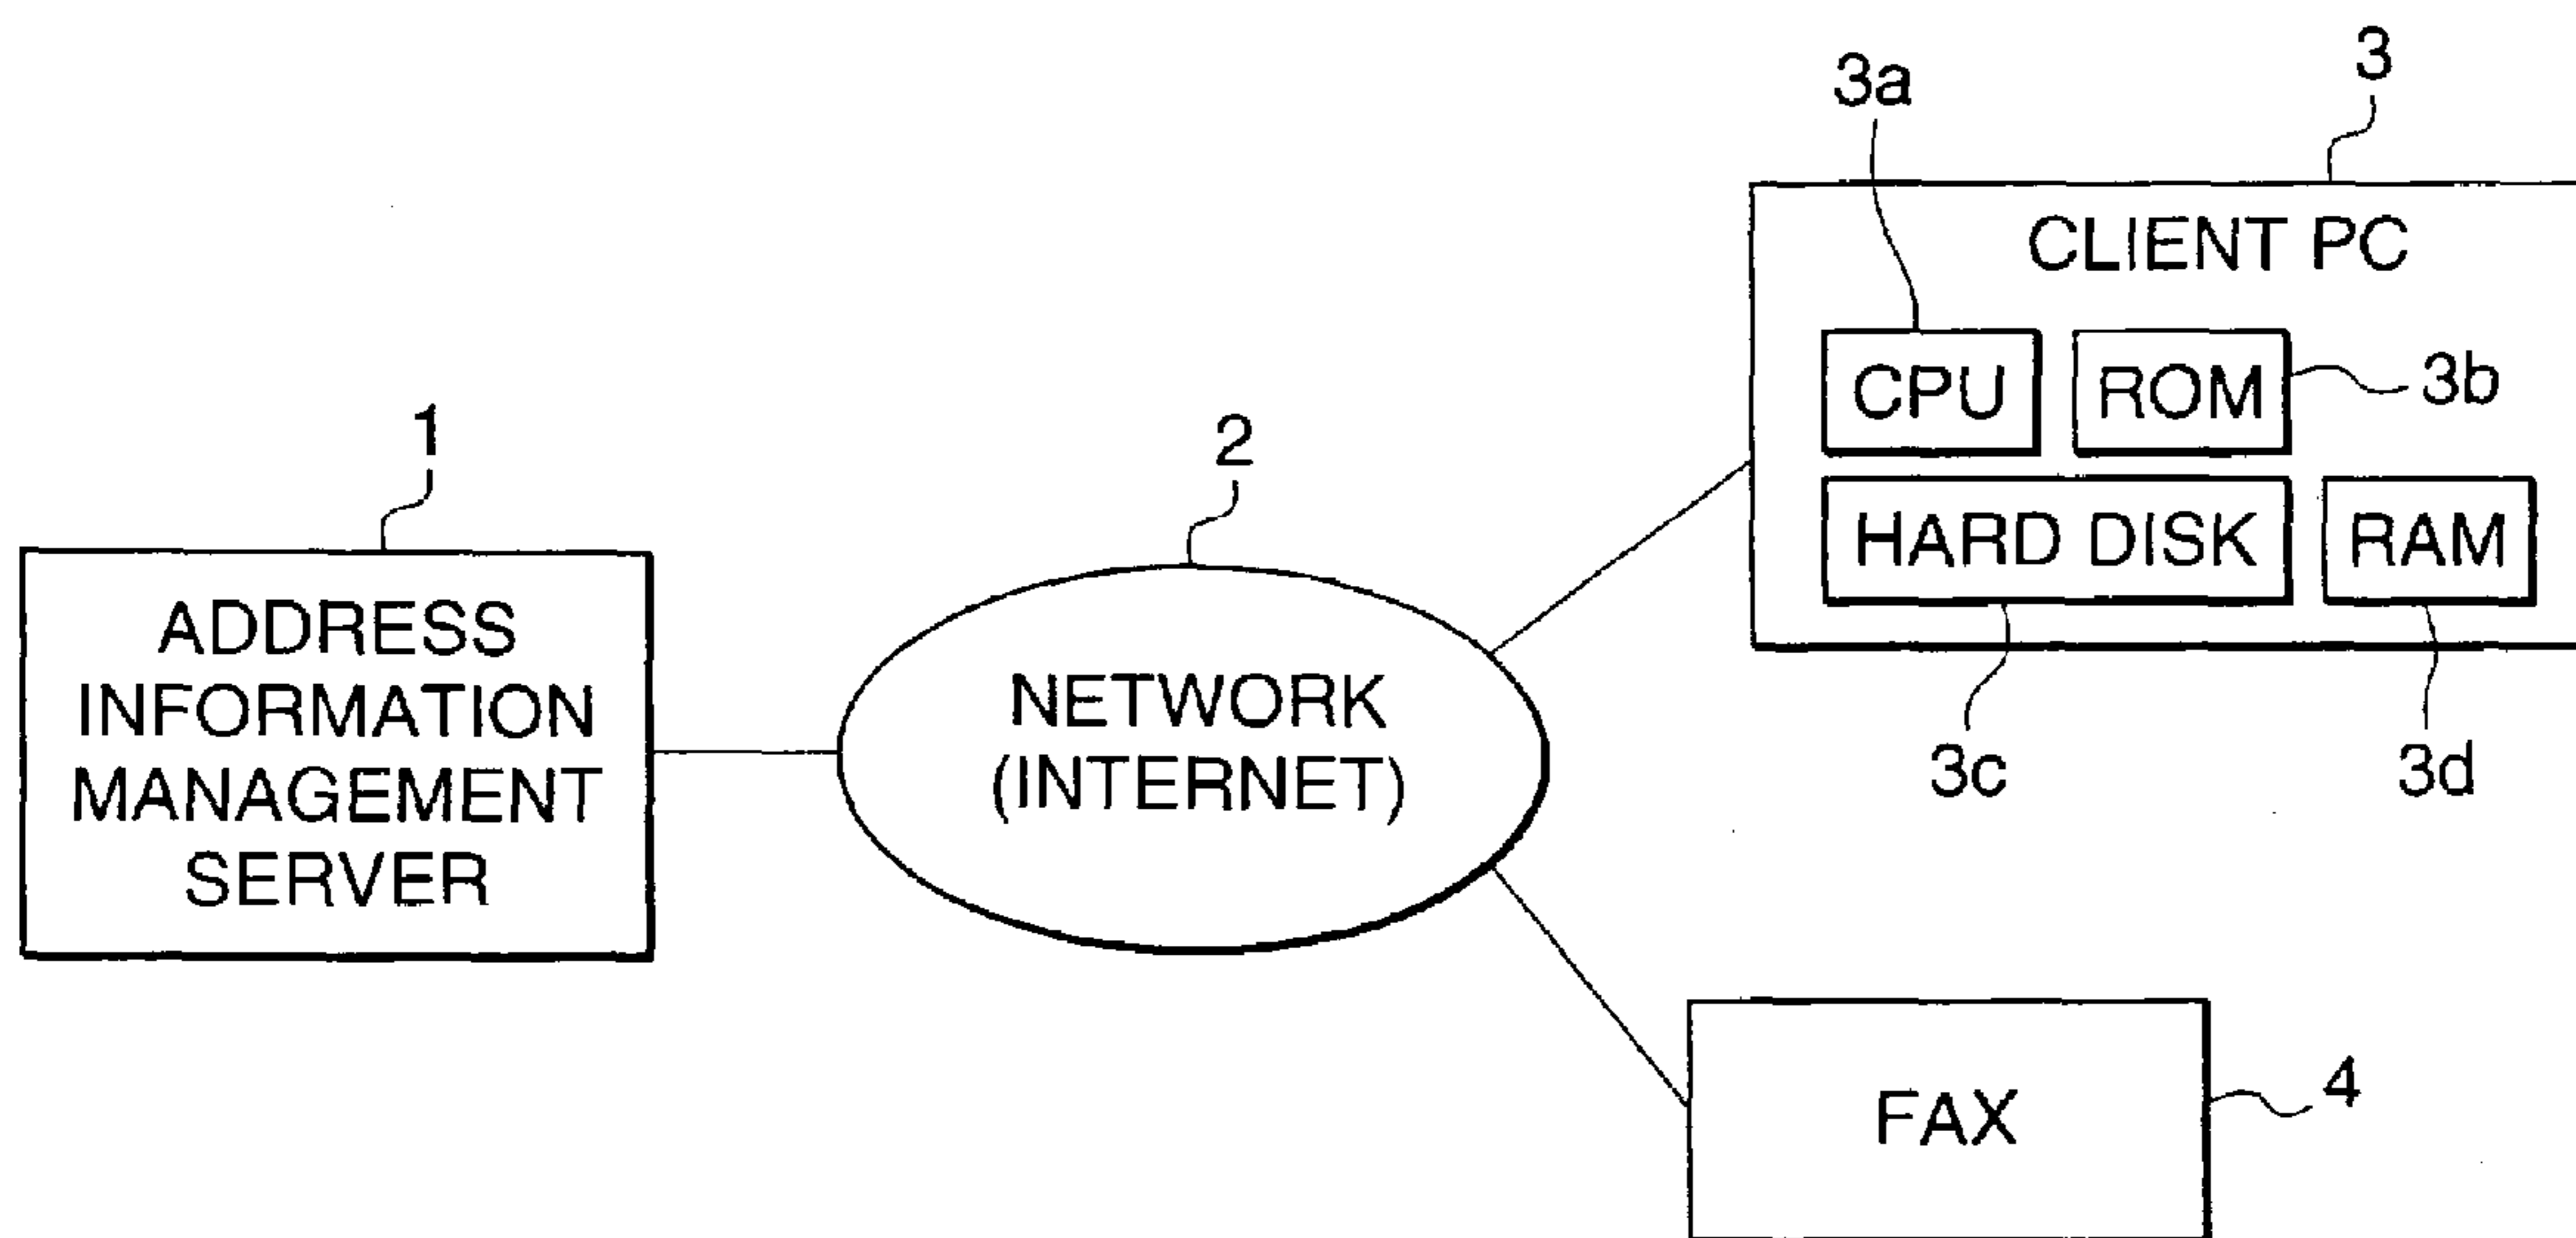 3
3a
CLIENT PC
CPU
ROM
3b
HARD DISK
RAM
3c
3d
1
ADDRESS
INFORMATION
MANAGEMENT
SERVER
2
NETWORK
(INTERNET)
FAX
4